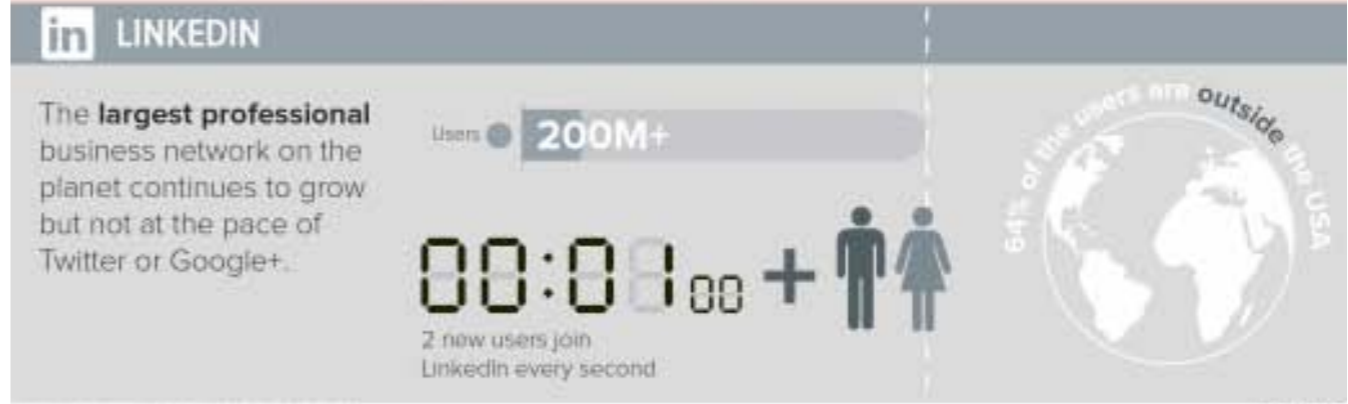 in LINKEDIN
The largest professional
business network on the
planet continues to grow
but not at the pace of
Twitter or Google+.
Users 200M+
00:01 00 +
2 new users join
LinkedIn every second
64% of the users are outside the USA